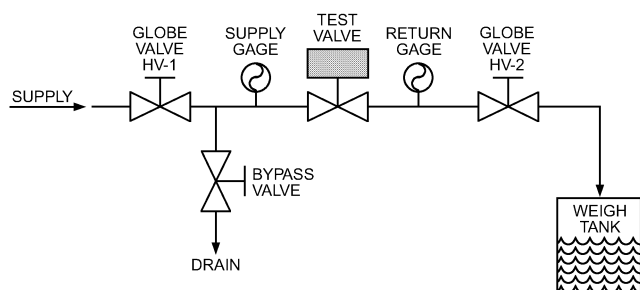 GLOBE
VALVE
HV-1
SUPPLY
GAGE
TEST
VALVE
RETURN
GAGE
GLOBE
VALVE
HV-2
SUPPLY
BYPASS
VALVE
DRAIN
WEIGH
TANK